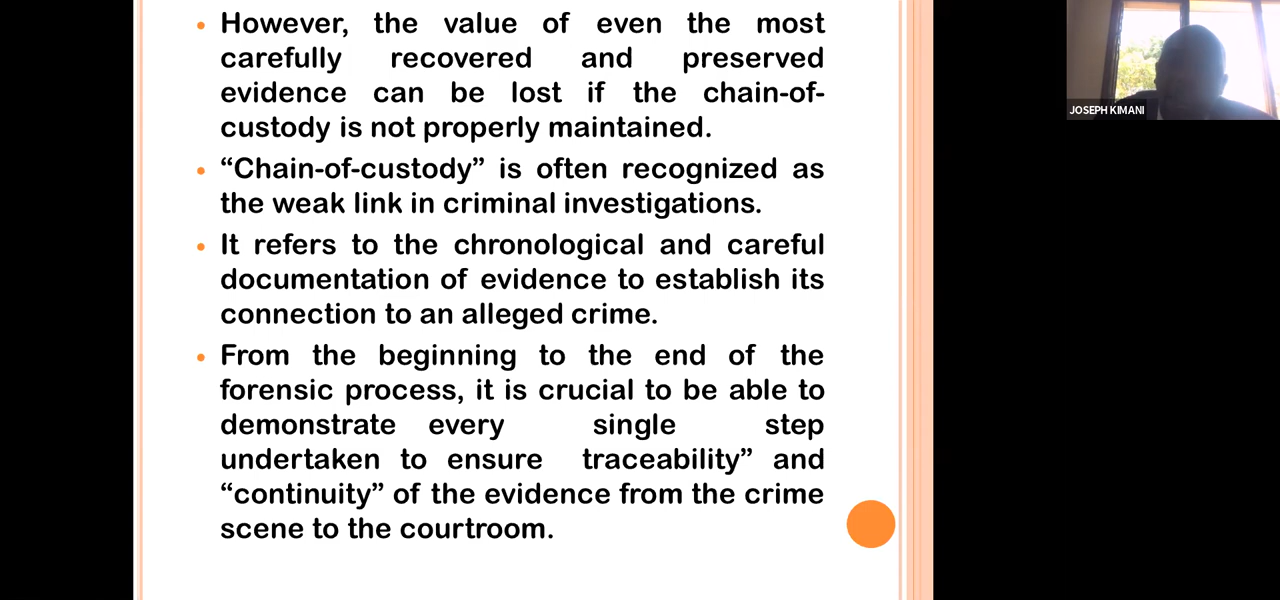 However, the value of even the most
carefully recovered and preserved
evidence can be lost if the chain-of-
custody is not properly maintained.
“Chain-of-custody” is often recognized as
the weak link in criminal investigations.
It refers to the chronological and careful
documentation of evidence to establish its
connection to an alleged crime.
From the beginning to the end of the
forensic process, it is crucial to be able to
demonstrate every single step
undertaken to ensure traceability” and
“continuity” of the evidence from the crime
scene to the courtroom.
JOSEPH KIMANI